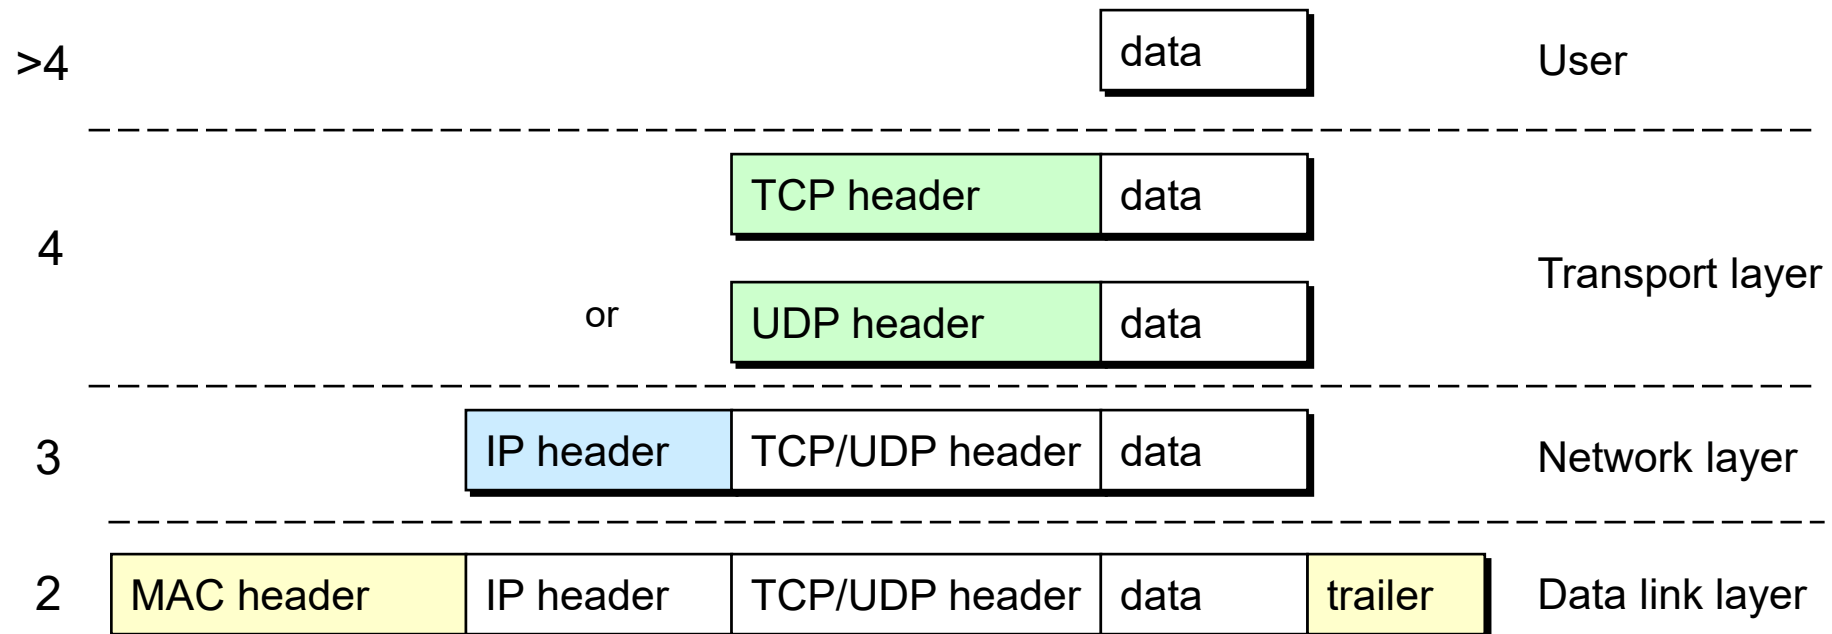 >4 data User
TCP header data
4 Transport layer
or UDP header data
3 IP header TCP/UDP header data Network layer
2 MAC header IP header TCP/UDP header data trailer Data link layer